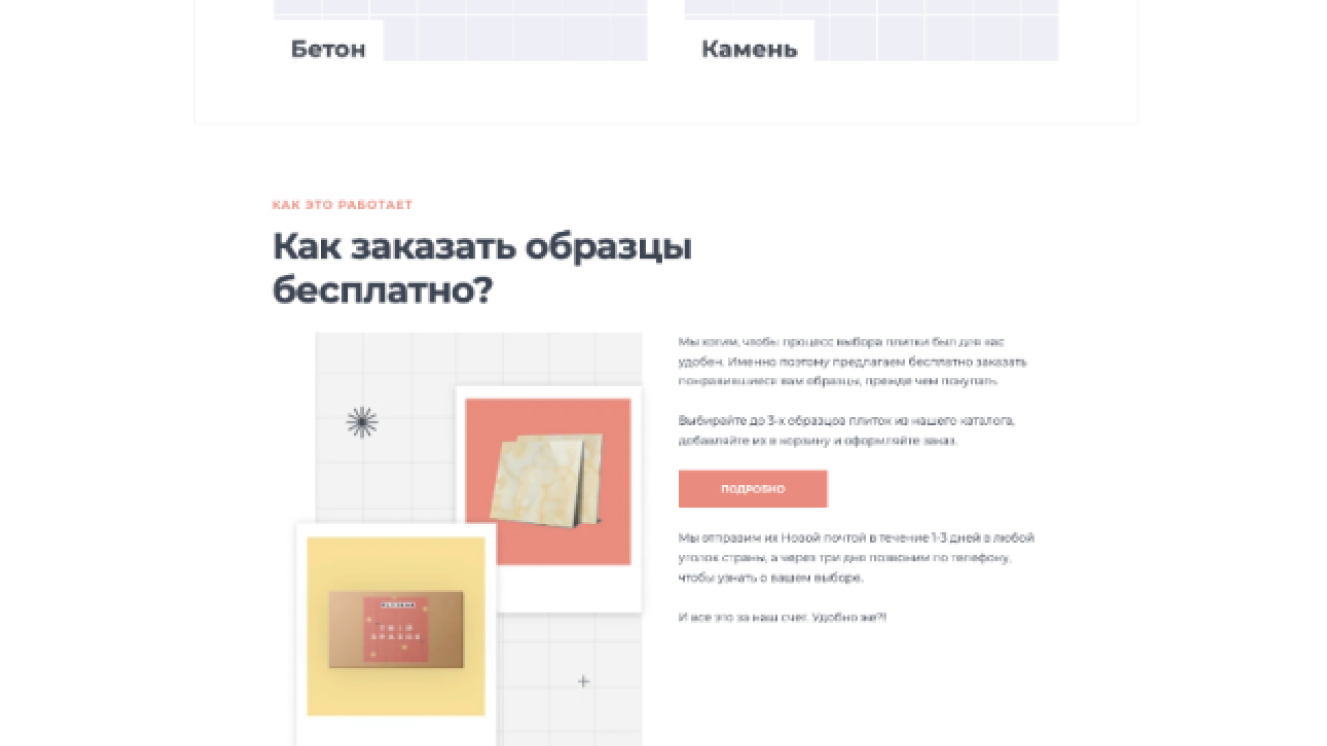 Бетон
Камень
КАК ЭТО РАБОТАЕТ
Как заказать образцы
бесплатно?
Мы хотим, чтобы процесс выбора плитки был для вас
удобен. Именно поэтому предлагаем бесплатно заказать
понравившиеся вам образцы, прежде чем покупать.
Выбирайте до 3-х образцов плиток из нашего каталога,
добавляйте их в корзину и оформляйте заказ.
ПОДРОБНО
Мы отправим их Новой почтой в течение 1-3 дней в любой
уголок страны, а через три дня позвоним по телефону,
чтобы узнать о вашем выборе.
И все это за наш счет. Удобно же?!